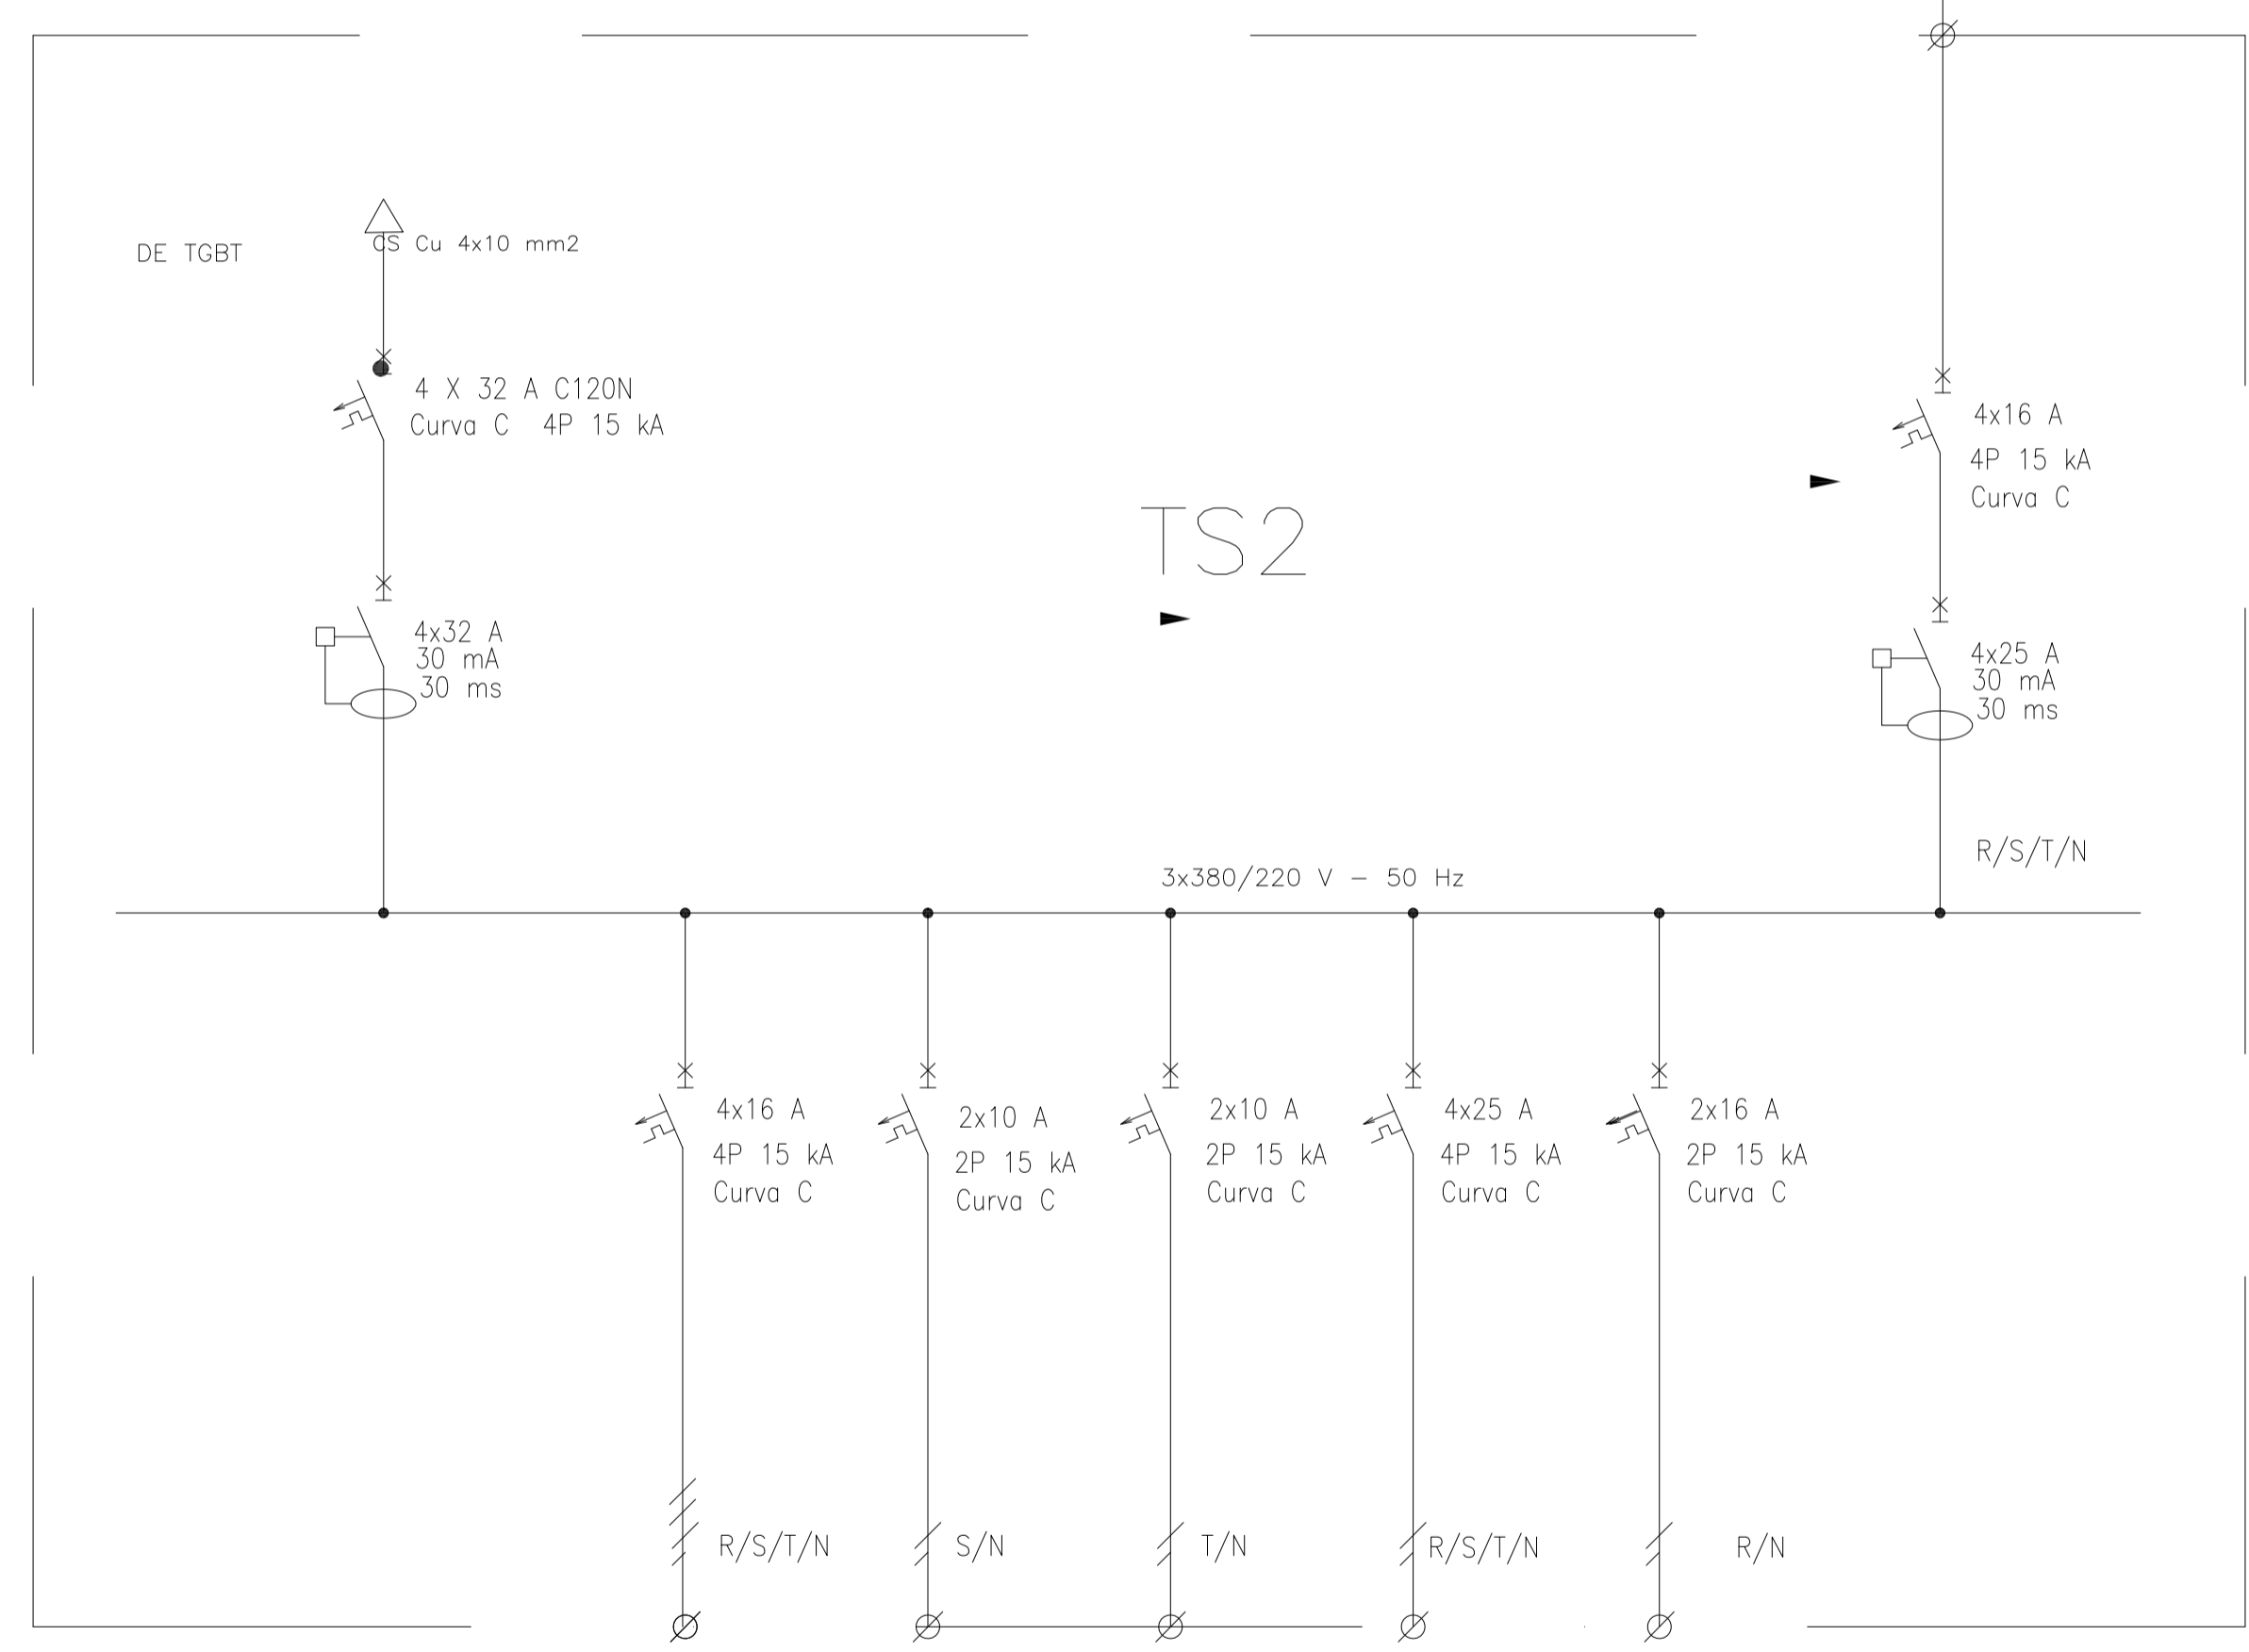 DE TGBT
CS Cu 4x10 mm2
4 X 32 A C120N
Curva C 4P 15 kA
4x32 A
30 mA
30 ms
TS2
4x16 A
4P 15 kA
Curva C
4x25 A
30 mA
30 ms
R/S/T/N
3x380/220 V – 50 Hz
4x16 A
4P 15 kA
Curva C
2x10 A
2P 15 kA
Curva C
2x10 A
2P 15 kA
Curva C
4x25 A
4P 15 kA
Curva C
2x16 A
2P 15 kA
Curva C
R/S/T/N
S/N
T/N
R/S/T/N
R/N